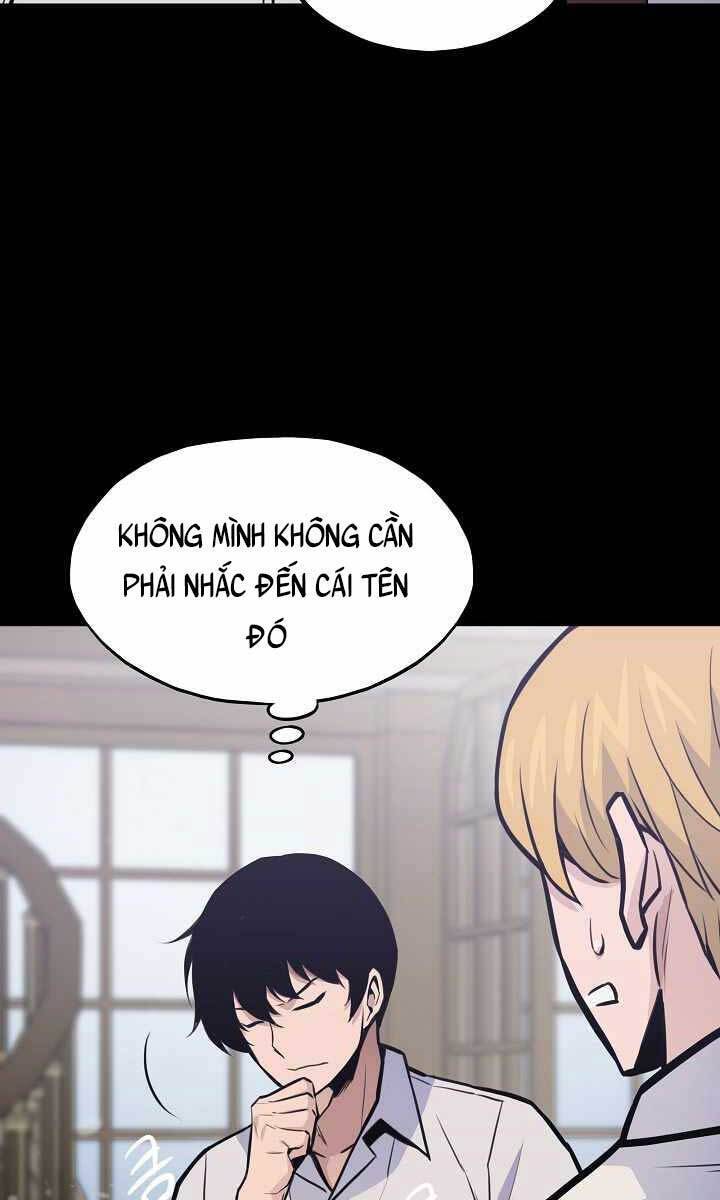 KHÔNG MÌNH KHÔNG CẦN
PHẢI NHẮC ĐẾN CÁI TÊN
ĐÓ